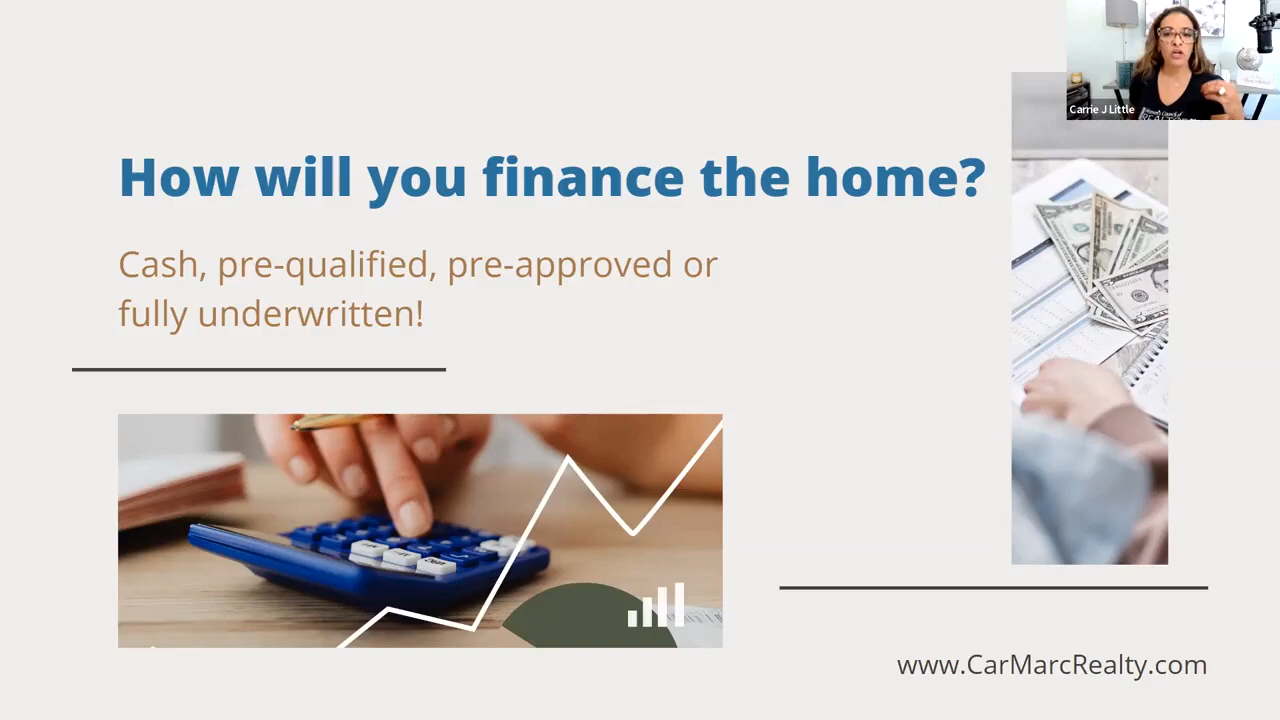 Carrie J Little
How will you finance the home?
Cash, pre-qualified, pre-approved or
fully underwritten!
www.CarMarcRealty.com